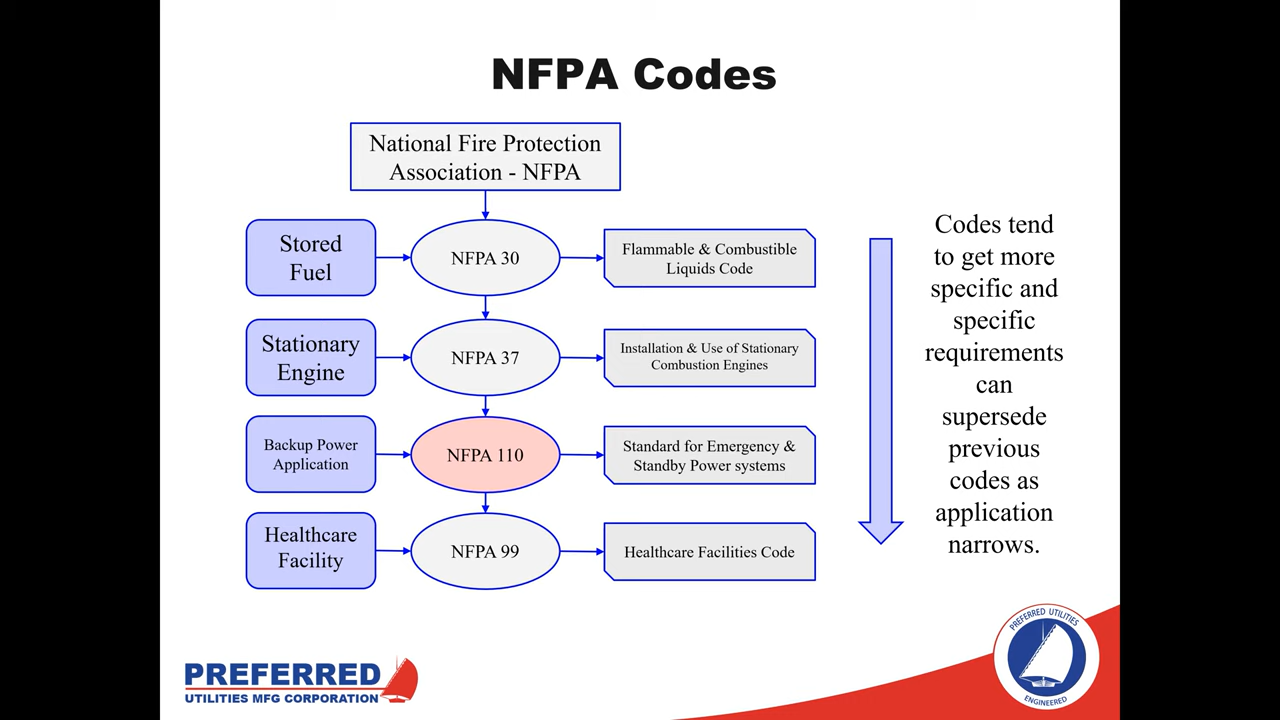 NFPA Codes
National Fire Protection
Association - NFPA
Stored
Fuel
NFPA 30
Flammable & Combustible
Liquids Code
Stationary
Engine
NFPA 37
Installation & Use of Stationary
Combustion Engines
Backup Power
Application
NFPA 110
Standard for Emergency &
Standby Power systems
Healthcare
Facility
NFPA 99
Healthcare Facilities Code
Codes tend
to get more
specific and
specific
requirements
can
supersede
previous
codes as
application
narrows.
PREFERRED
UTILITIES MFG CORPORATION
PREFERRED UTILITIES
ENGINEERED